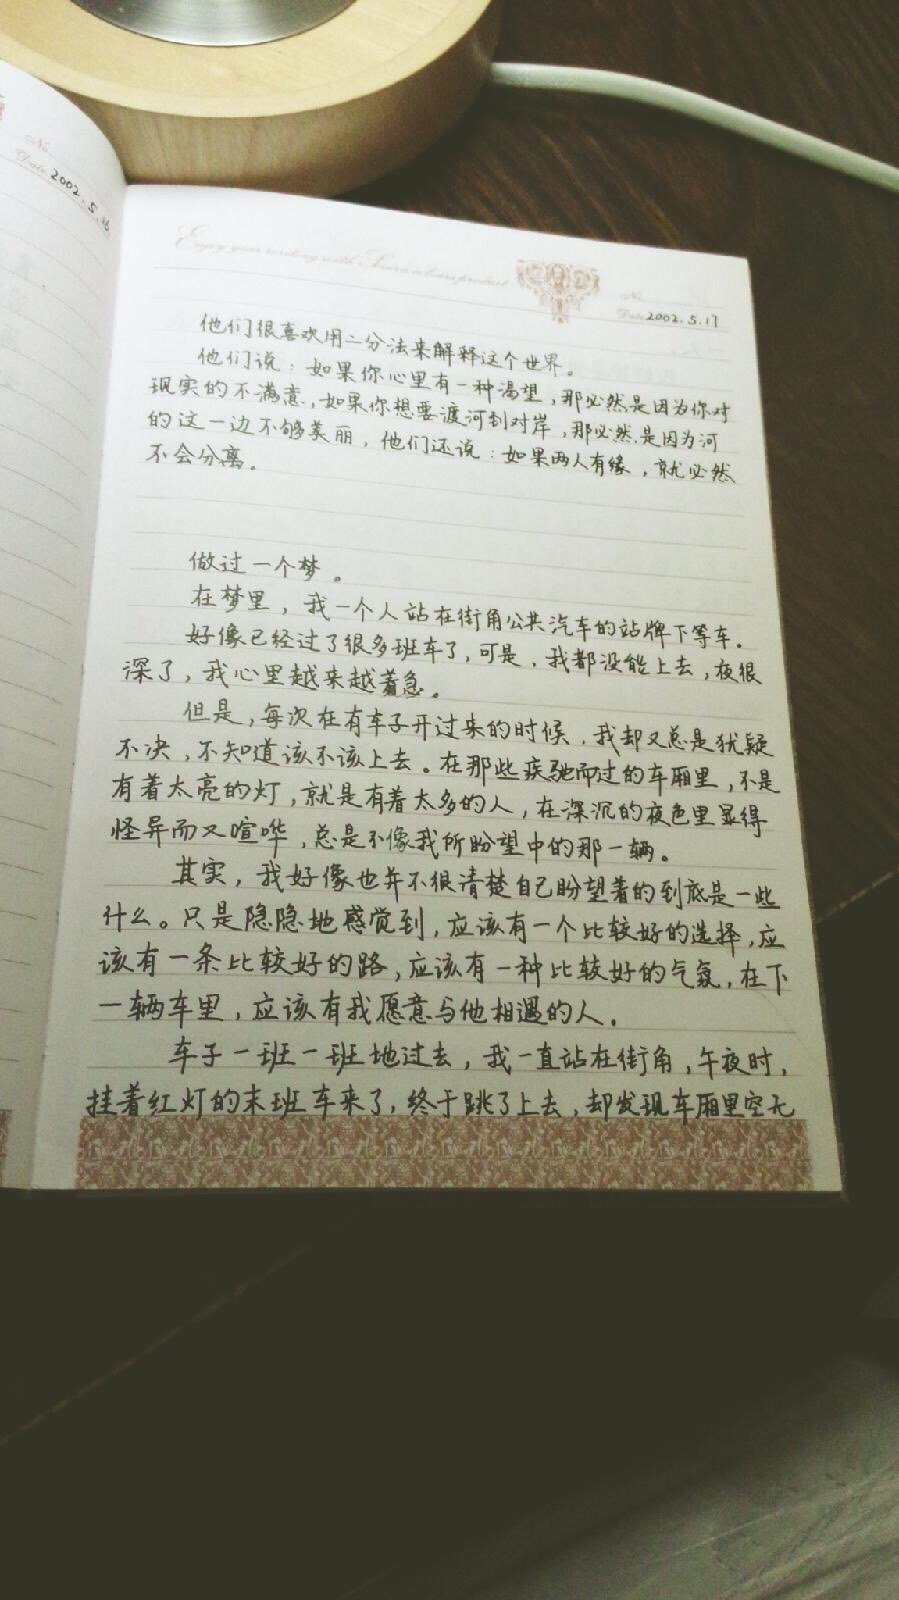 No.
Date 2002.5.16
Enjoy your writing with
No.
Date 2002.5.17
他们很喜欢用二分法来解释这个世界。
他们说：如果你心里有一种渴望，那必然是因为你对
现实的不满意，如果你想要渡河到对岸，那必然是因为河
的这一边不够美丽，他们还说：如果两人有缘，就必然
不会分离。
做过一个梦。
在梦里，我一个人站在街角公共汽车的站牌下等车.
好像已经过了很多班车了，可是，我都没能上去，夜很
深了，我心里越来越着急。
但是，每次在有车子开过来的时候，我却又总是犹疑
不决，不知道该不该上去。在那些疾驰而过的车厢里，不是
有着太亮的灯，就是有着太多的人，在深沉的夜色里显得
怪异而又喧哗，总是不像我所盼望中的那一辆。
其实，我好像也并不很清楚自己盼望着的到底是一些
什么。只是隐隐地感觉到，应该有一个比较好的选择，应
该有一条比较好的路，应该有一种比较好的气氛，在下
一辆车里，应该有我愿意与他相遇的人.
车子一班一班地过去，我一直站在街角，午夜时，
挂着红灯的末班车来了，终于跳了上去，却发现车厢里空无